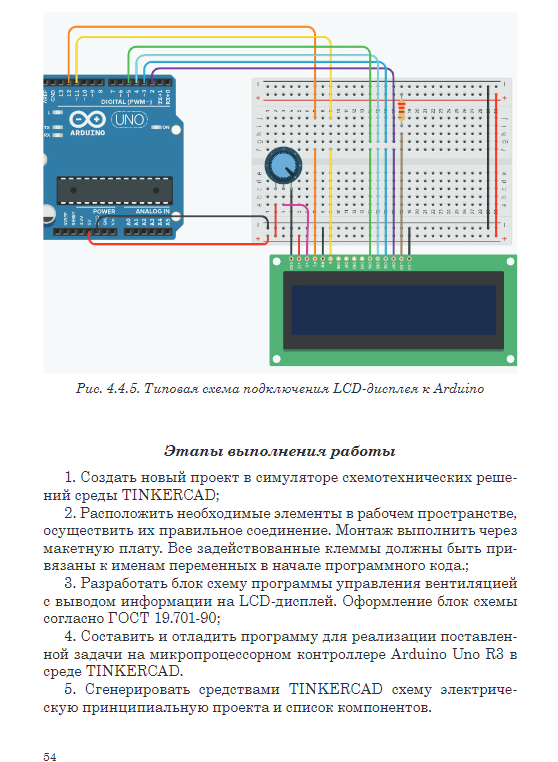 DIGITAL (PWM~)
UNO
TX
RX
ON
ARDUINO
POWER
ANALOG IN
Рис. 4.4.5. Типовая схема подключения LCD-дисплея к Arduino
Этапы выполнения работы
1. Создать новый проект в симуляторе схемотехнических реше-
ний среды TINKERCAD;
2. Расположить необходимые элементы в рабочем пространстве,
осуществить их правильное соединение. Монтаж выполнить через
макетную плату. Все задействованные клеммы должны быть при-
вязаны к именам переменных в начале программного кода.;
3. Разработать блок схему программы управления вентиляцией
с выводом информации на LCD-дисплей. Оформление блок схемы
согласно ГОСТ 19.701-90;
4. Составить и отладить программу для реализации поставлен-
ной задачи на микропроцессорном контроллере Arduino Uno R3 в
среде TINKERCAD.
5. Сгенерировать средствами TINKERCAD схему электриче-
скую принципиальную проекта и список компонентов.
54